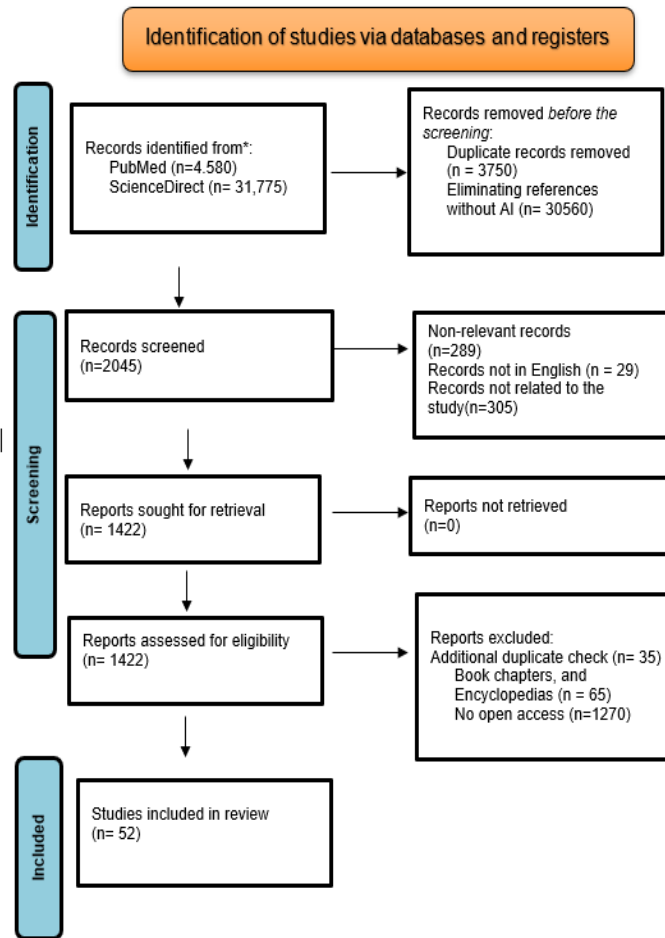 Identification of studies via databases and registers
Identification
Records identified from*:
PubMed (n=4.580)
ScienceDirect (n= 31,775)
Records removed before the
screening:
Duplicate records removed
(n = 3750)
Eliminating references
without AI (n= 30560)
Screening
Records screened
(n=2045)
Non-relevant records
(n=289)
Records not in English (n = 29)
Records not related to the
study(n=305)
Reports sought for retrieval
(n= 1422)
Reports not retrieved
(n=0)
Reports assessed for eligibility
(n= 1422)
Reports excluded:
Additional duplicate check (n= 35)
Book chapters, and
Encyclopedias (n = 65)
No open access (n=1270)
Included
Studies included in review
(n= 52)